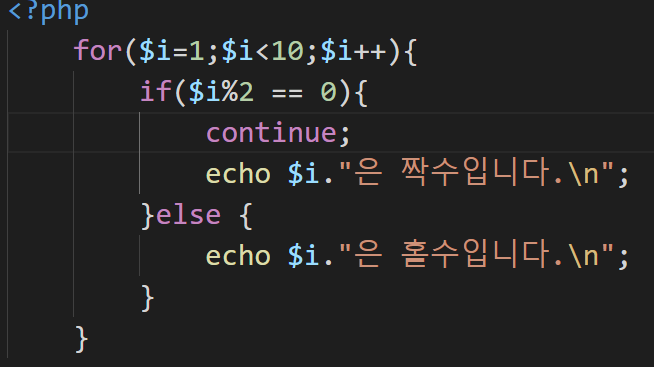 <?php
for($i=1;$i<10;$i++){
if($i%2 == 0){
continue;
echo $i."은 짝수입니다.\n";
}else {
echo $i."은 홀수입니다.\n";
}
}